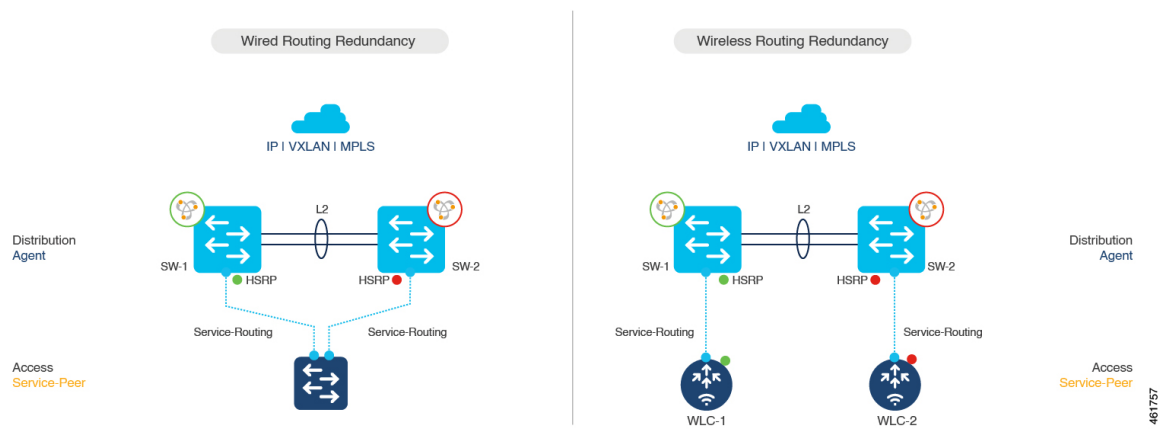 Wired Routing Redundancy
IP | VXLAN | MPLS
L2
Distribution
Agent
SW-1
HSRP
HSRP
SW-2
Service-Routing
Service-Routing
Access
Service-Peer
Wireless Routing Redundancy
IP | VXLAN | MPLS
L2
SW-1
HSRP
HSRP
SW-2
Distribution
Agent
Service-Routing
Service-Routing
Access
Service-Peer
WLC-1
WLC-2
461757